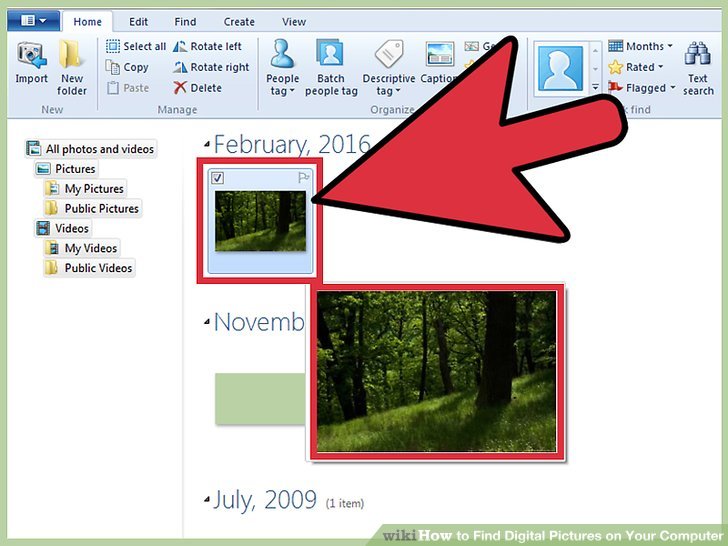 Home Edit Find Create View
Import
New folder
Select all
Copy
Paste
Rotate left
Rotate right
Delete
People tag
Batch people tag
Descriptive tag
Months
Rated
Flagged
Text search
New
Manage
Organize
find
All photos and videos
Pictures
My Pictures
Public Pictures
Videos
My Videos
Public Videos
February, 2016
Novemb
July, 2009 (1 item)
wikiHow to Find Digital Pictures on Your Computer